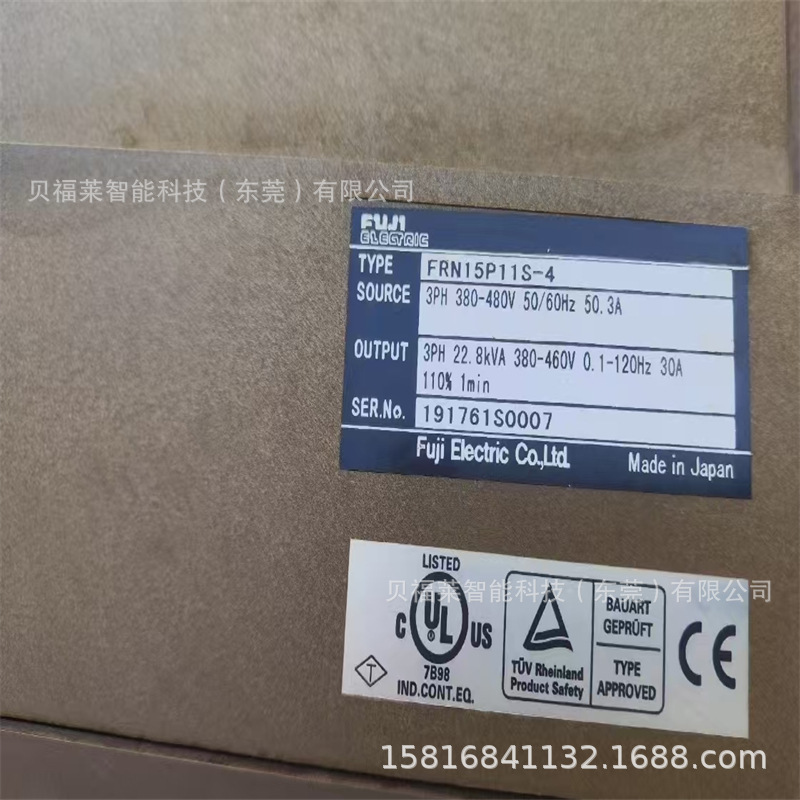 贝福莱智能科技（东莞）有限公司
FUJI
ELECTRIC
TYPE FRN15P11S-4
SOURCE 3PH 380-480V 50/60Hz 50.3A
OUTPUT 3PH 22.8kVA 380-460V 0.1-120Hz 30A
110% 1min
SER.No. 191761S0007
Fuji Electric Co.,Ltd. Made in Japan
贝福莱智能科技（东莞）有限公司
LISTED
C UL US
7B98
IND.CONT.EQ.
T
TÜV Rheinland
Product Safety
BAUART
GEPRÜFT
TYPE
APPROVED
CE
15816841132.1688.com